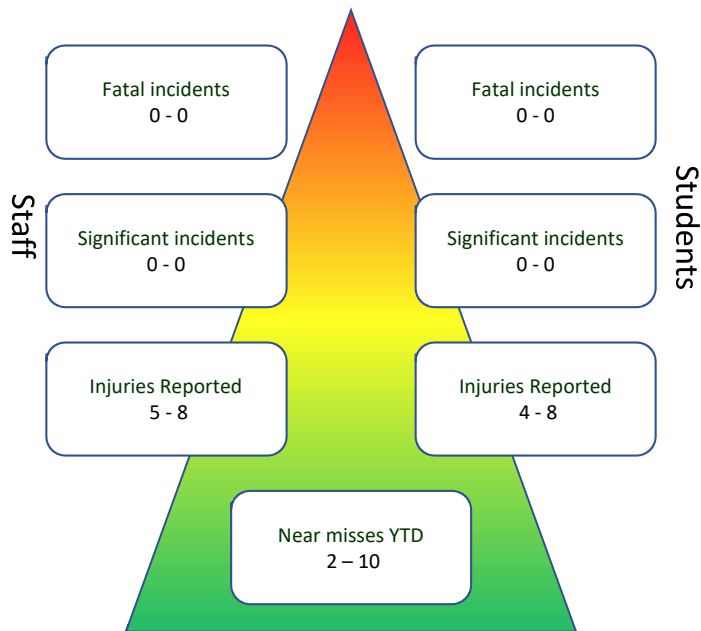 Fatal incidents
0 - 0
Fatal incidents
0 - 0
Staff
Students
Significant incidents
0 - 0
Significant incidents
0 - 0
Injuries Reported
5 - 8
Injuries Reported
4 - 8
Near misses YTD
2 – 10